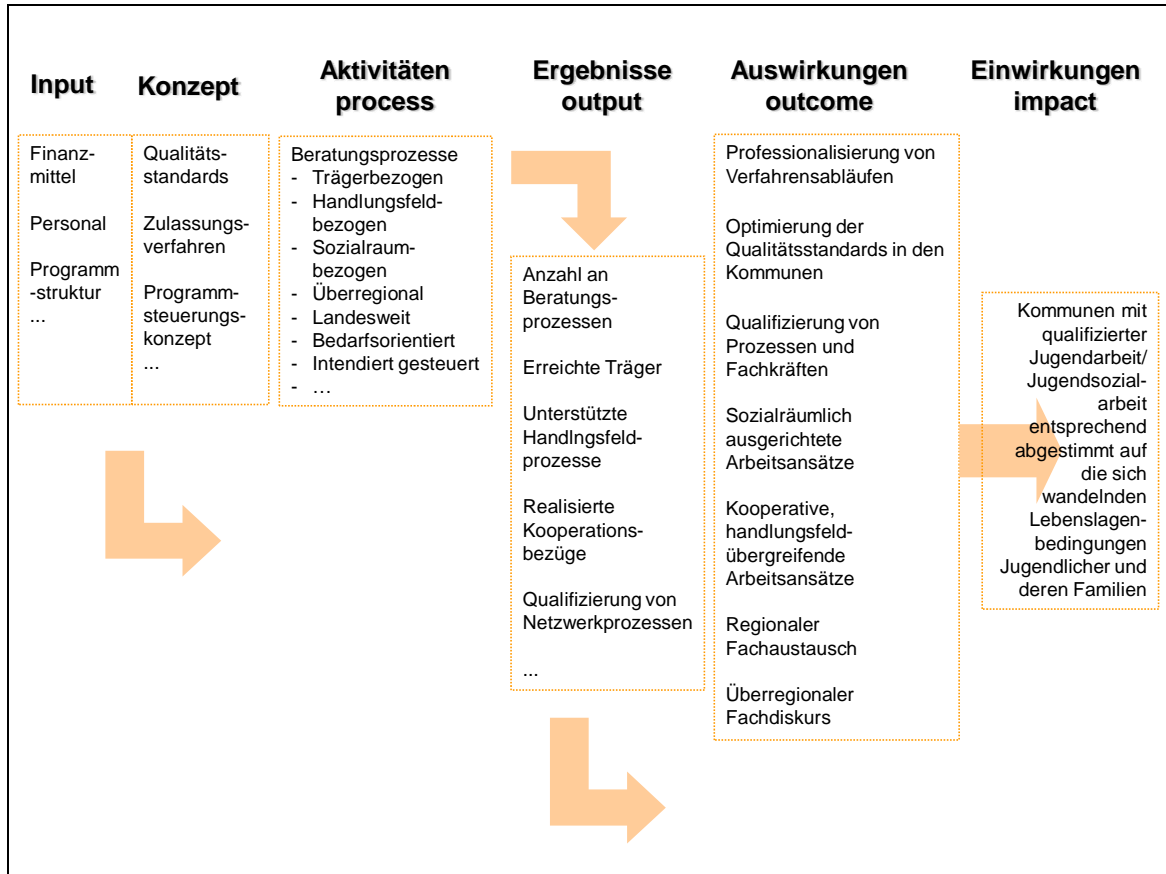 Input
Konzept
Aktivitäten
process
Ergebnisse
output
Auswirkungen
outcome
Einwirkungen
impact
Finanz-
mittel
Personal
Programm
-struktur
...
Qualitäts-
standards
Zulassungs-
verfahren
Programm-
steuerungs-
konzept
...
Beratungsprozesse
- Trägerbezogen
- Handlungsfeld-
bezogen
- Sozialraum-
bezogen
- Überregional
- Landesweit
- Bedarfsorientiert
- Intendiert gesteuert
- …
Anzahl an
Beratungs-
prozessen
Erreichte Träger
Unterstützte
Handlngsfeld-
prozesse
Realisierte
Kooperations-
bezüge
Qualifizierung von
Netzwerkprozessen
...
Professionalisierung von
Verfahrensabläufen
Optimierung der
Qualitätsstandards in den
Kommunen
Qualifizierung von
Prozessen und
Fachkräften
Sozialräumlich
ausgerichtete
Arbeitsansätze
Kooperative,
handlungsfeld-
übergreifende
Arbeitsansätze
Regionaler
Fachaustausch
Überregionaler
Fachdiskurs
Kommunen mit
qualifizierter
Jugendarbeit/
Jugendsozial-
arbeit
entsprechend
abgestimmt auf
die sich
wandelnden
Lebenslagen-
bedingungen
Jugendlicher und
deren Familien